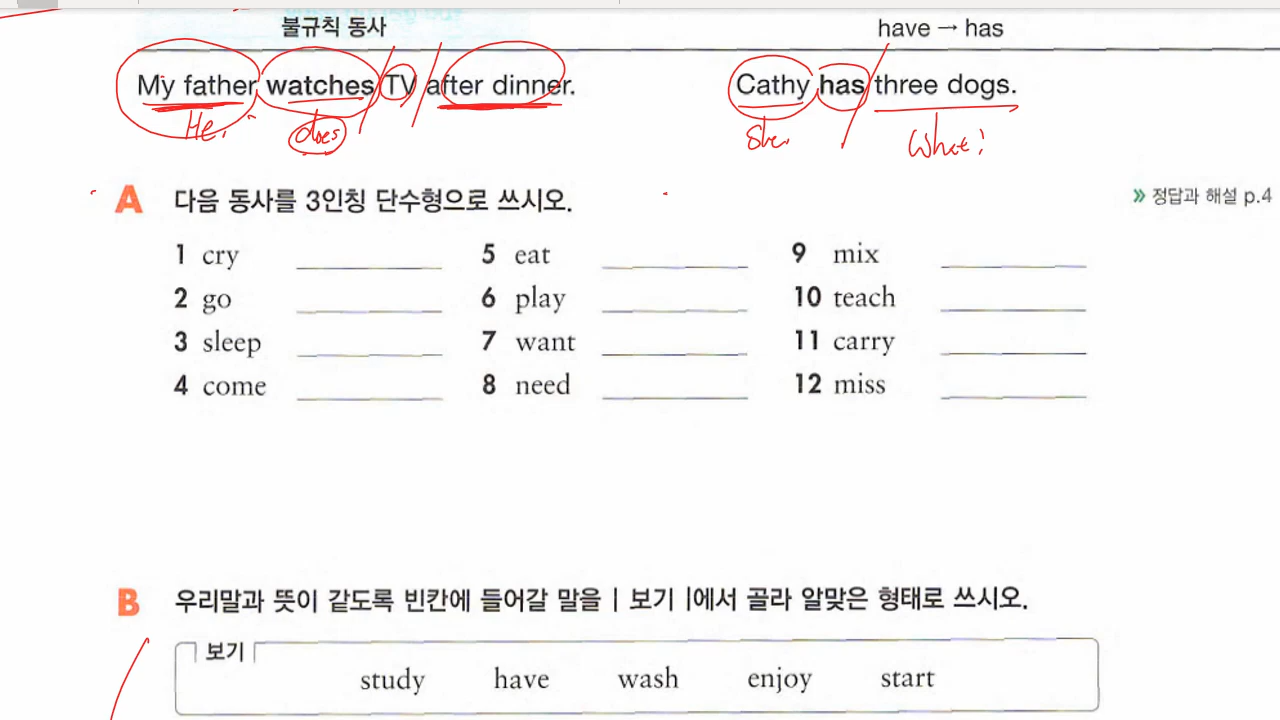 불규칙 동사 have → has
My father watches TV after dinner. Cathy has three dogs.
He. does She. What?
A 다음 동사를 3인칭 단수형으로 쓰시오. » 정답과 해설 p.4
1 cry 5 eat 9 mix
2 go 6 play 10 teach
3 sleep 7 want 11 carry
4 come 8 need 12 miss
B 우리말과 뜻이 같도록 빈칸에 들어갈 말을 | 보기 |에서 골라 알맞은 형태로 쓰시오.
보기
study have wash enjoy start